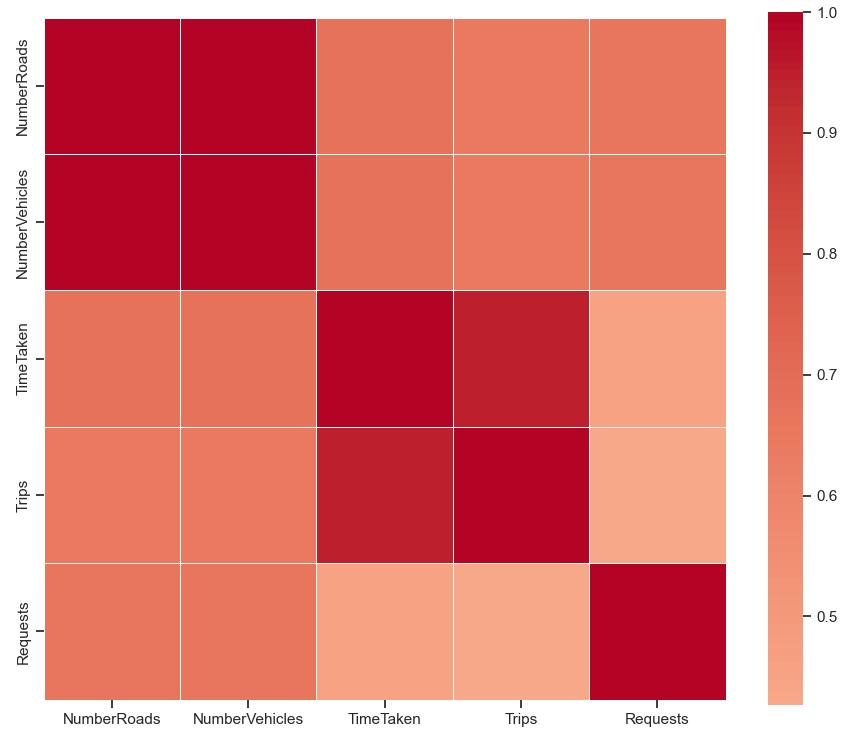 NumberRoads
NumberVehicles
TimeTaken
Trips
Requests
NumberRoads
NumberVehicles
TimeTaken
Trips
Requests
1.0
0.9
0.8
0.7
0.6
0.5